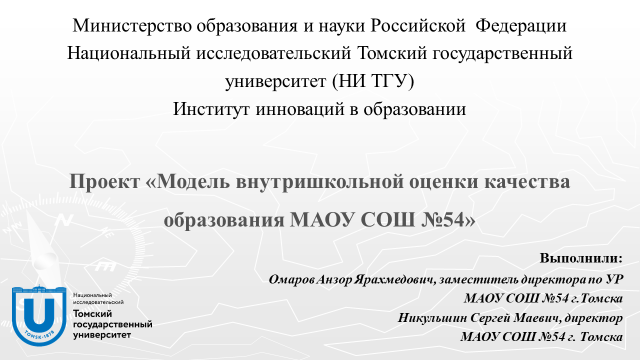 Министерство образования и науки Российской Федерации
Национальный исследовательский Томский государственный
университет (НИ ТГУ)
Институт инноваций в образовании
Проект «Модель внутришкольной оценки качества
образования МАОУ СОШ №54»
Выполнили:
Омаров Анзор Ярахмедович, заместитель директора по УР
МАОУ СОШ №54 г.Томска
Никульшин Сергей Маевич, директор
МАОУ СОШ №54 г. Томска
Национальный
исследовательский
Томский
государственный
университет
TOMSK • 1878